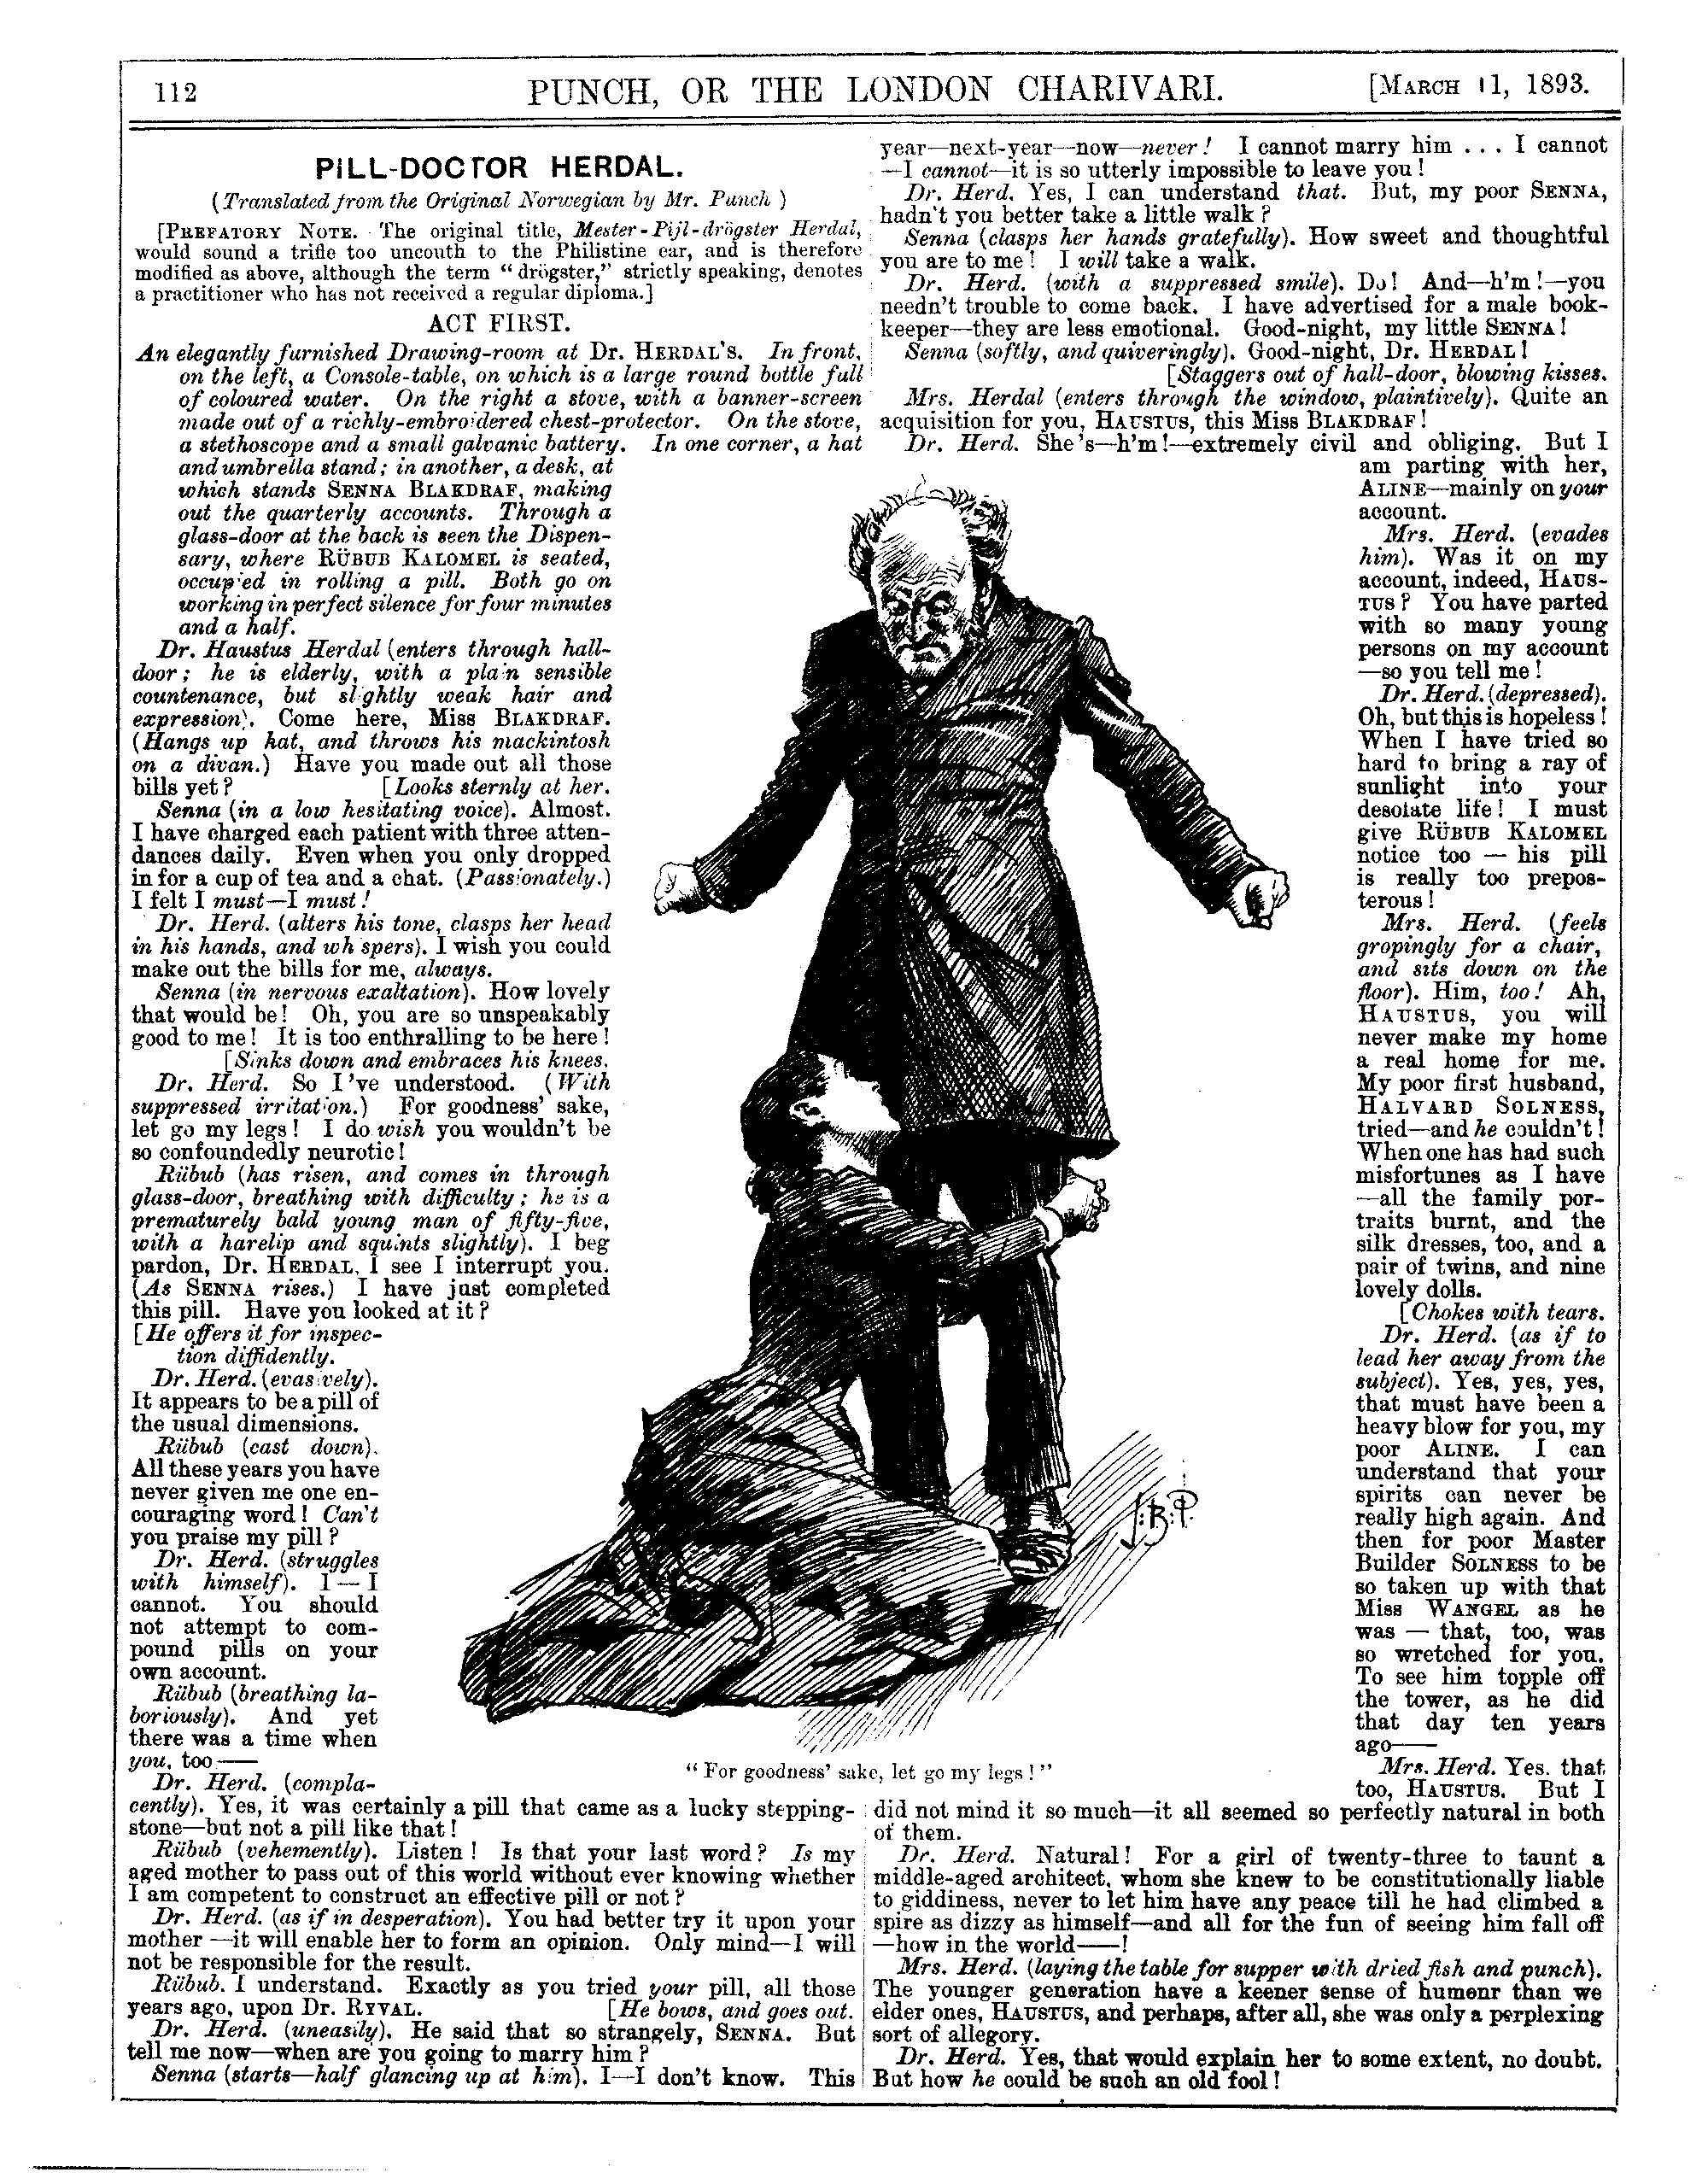 112
PUNCH, OR THE LONDON CHARIVARI.
[MARCH 11, 1893.
PILL-DOCTOR HERDAL.
(Translated from the Original Norwegian by Mr. Punch )
[PREFATORY NOTE. The original title, Mester-Pijl-drögster Herdal,
would sound a trifle too uncouth to the Philistine ear, and is therefore
modified as above, although the term "drögster," strictly speaking, denotes
a practitioner who has not received a regular diploma.]
ACT FIRST.
An elegantly furnished Drawing-room at Dr. HERDAL'S. In front,
on the left, a Console-table, on which is a large round bottle full
of coloured water. On the right a stove, with a banner-screen
made out of a richly-embroidered chest-protector. On the stove,
a stethoscope and a small galvanic battery. In one corner, a hat
and umbrella stand; in another, a desk, at
which stands SENNA BLAKDRAF, making
out the quarterly accounts. Through a
glass-door at the back is seen the Dispen-
sary, where RÜBUB KALOMEL is seated,
occupied in rolling a pill. Both go on
working in perfect silence for four minutes
and a half.
Dr. Haustus Herdal (enters through hall-
door; he is elderly, with a plain sensible
countenance, but slightly weak hair and
expression). Come here, Miss BLAKDRAF.
(Hangs up hat, and throws his mackintosh
on a divan.) Have you made out all those
bills yet? [Looks sternly at her.
Senna (in a low hesitating voice). Almost.
I have charged each patient with three atten-
dances daily. Even when you only dropped
in for a cup of tea and a chat. (Passionately.)
I felt I must—I must!
Dr. Herd. (alters his tone, clasps her head
in his hands, and whispers). I wish you could
make out the bills for me, always.
Senna (in nervous exaltation). How lovely
that would be! Oh, you are so unspeakably
good to me! It is too enthralling to be here!
[Sinks down and embraces his knees.
Dr. Herd. So I've understood. (With
suppressed irritation.) For goodness' sake,
let go my legs! I do wish you wouldn't be
so confoundedly neurotic!
Rübub (has risen, and comes in through
glass-door, breathing with difficulty; he is a
prematurely bald young man of fifty-five,
with a harelip and squints slightly). I beg
pardon, Dr. HERDAL, I see I interrupt you.
(As SENNA rises.) I have just completed
this pill. Have you looked at it?
[He offers it for inspec-
tion diffidently.
Dr. Herd. (evasively).
It appears to be a pill of
the usual dimensions.
Rübub (cast down).
All these years you have
never given me one en-
couraging word! Can't
you praise my pill?
Dr. Herd. (struggles
with himself). I—I
cannot. You should
not attempt to com-
pound pills on your
own account.
Rübub (breathing la-
boriously). And yet
there was a time when
you, too——
Dr. Herd. (compla-
cently). Yes, it was certainly a pill that came as a lucky stepping-
stone—but not a pill like that!
Rübub (vehemently). Listen! Is that your last word? Is my
aged mother to pass out of this world without ever knowing whether
I am competent to construct an effective pill or not?
Dr. Herd. (as if in desperation). You had better try it upon your
mother—it will enable her to form an opinion. Only mind—I will
not be responsible for the result.
Rübub. I understand. Exactly as you tried your pill, all those
years ago, upon Dr. RYVAL. [He bows, and goes out.
Dr. Herd. (uneasily). He said that so strangely, SENNA. But
tell me now—when are you going to marry him?
Senna (starts—half glancing up at him). I—I don't know. This
year—next-year—now—never! I cannot marry him . . . I cannot
—I cannot—it is so utterly impossible to leave you!
Dr. Herd. Yes, I can understand that. But, my poor SENNA,
hadn't you better take a little walk?
Senna (clasps her hands gratefully). How sweet and thoughtful
you are to me! I will take a walk.
Dr. Herd. (with a suppressed smile). Do! And—h'm!—you
needn't trouble to come back. I have advertised for a male book-
keeper—they are less emotional. Good-night, my little SENNA!
Senna (softly, and quiveringly). Good-night, Dr. HERDAL!
[Staggers out of hall-door, blowing kisses.
Mrs. Herdal (enters through the window, plaintively). Quite an
acquisition for you, HAUSTUS, this Miss BLAKDRAF!
Dr. Herd. She's—h'm!—extremely civil and obliging. But I
am parting with her,
ALINE—mainly on your
account.
Mrs. Herd. (evades
him). Was it on my
account, indeed, HAUS-
TUS? You have parted
with so many young
persons on my account
—so you tell me!
Dr. Herd. (depressed).
Oh, but this is hopeless!
When I have tried so
hard to bring a ray of
sunlight into your
desolate life! I must
give RÜBUB KALOMEL
notice too — his pill
is really too prepos-
terous!
Mrs. Herd. (feels
gropingly for a chair,
and sits down on the
floor). Him, too! Ah,
HAUSTUS, you will
never make my home
a real home for me.
My poor first husband,
HALVARD SOLNESS,
tried—and he couldn't!
When one has had such
misfortunes as I have
—all the family por-
traits burnt, and the
silk dresses, too, and a
pair of twins, and nine
lovely dolls.
[Chokes with tears.
Dr. Herd. (as if to
lead her away from the
subject). Yes, yes, yes,
that must have been a
heavy blow for you, my
poor ALINE. I can
understand that your
spirits can never be
really high again. And
then for poor Master
Builder SOLNESS to be
so taken up with that
Miss WANGEL as he
was — that, too, was
so wretched for you.
To see him topple off
the tower, as he did
that day ten years
ago——
Mrs. Herd. Yes, that
too, HAUSTUS. But I
did not mind it so much—it all seemed so perfectly natural in both
of them.
Dr. Herd. Natural! For a girl of twenty-three to taunt a
middle-aged architect, whom she knew to be constitutionally liable
to giddiness, never to let him have any peace till he had climbed a
spire as dizzy as himself—and all for the fun of seeing him fall off
—how in the world——!
Mrs. Herd. (laying the table for supper with dried fish and punch).
The younger generation have a keener sense of humour than we
elder ones, HAUSTUS, and perhaps, after all, she was only a perplexing
sort of allegory.
Dr. Herd. Yes, that would explain her to some extent, no doubt.
But how he could be such an old fool!
J.B.P.
"For goodness' sake, let go my legs!"